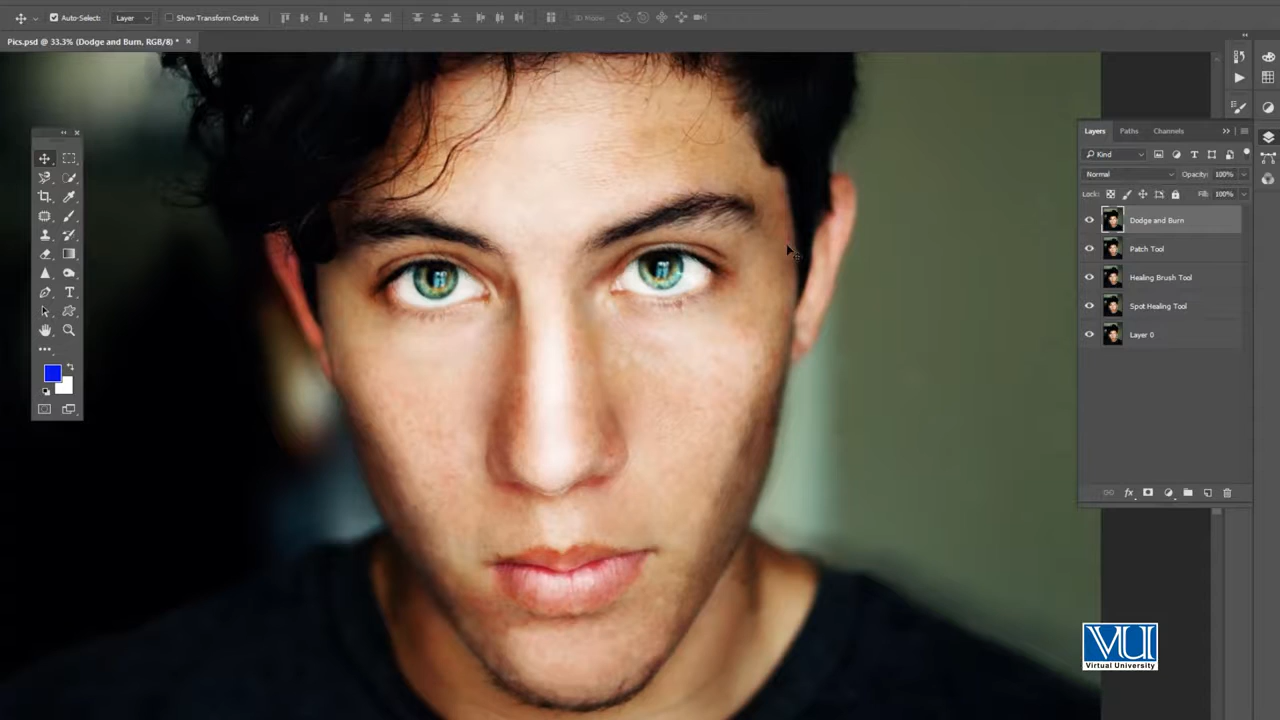 Auto-Select: Layer Show Transform Controls 3D Mode:
Pics.psd @ 33.3% (Dodge and Burn, RGB/8) *
Layers Paths Channels
Kind
Normal Opacity: 100%
Lock: Fill: 100%
Dodge and Burn
Patch Tool
Healing Brush Tool
Spot Healing Tool
Layer 0
fx
VU
Virtual University